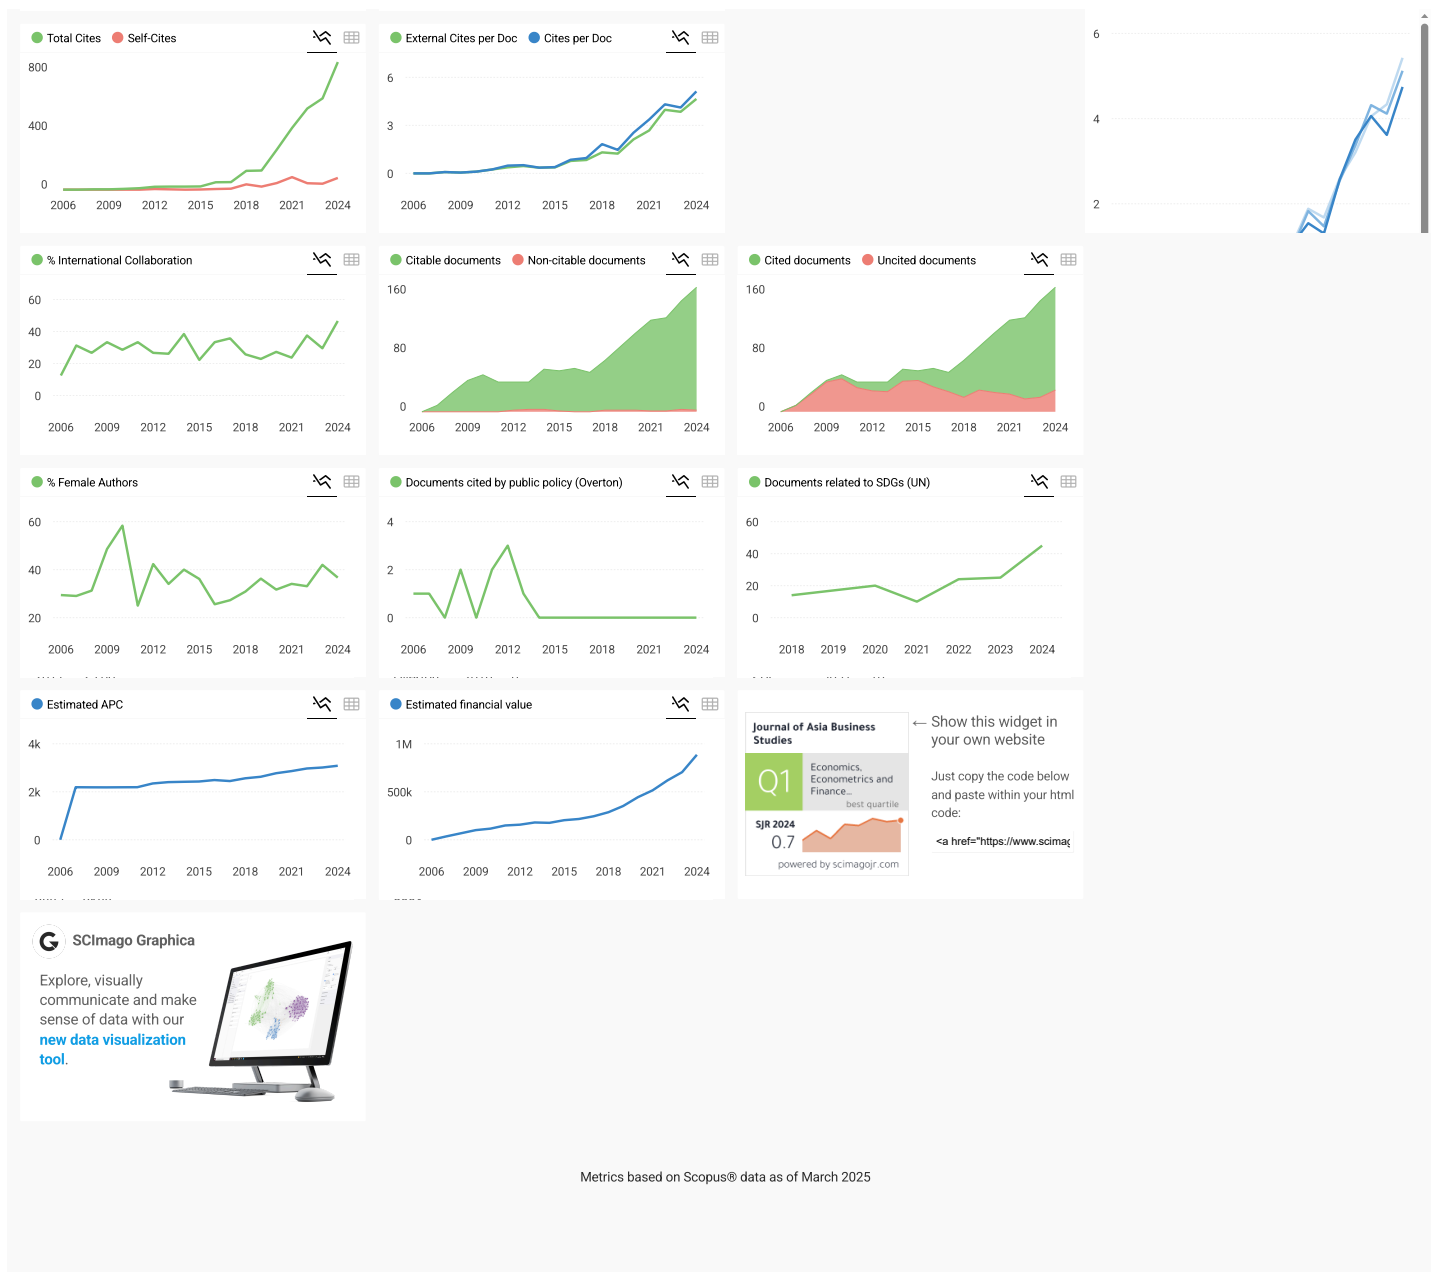 Total Cites Self-Cites
800
400
0
2006 2009 2012 2015 2018 2021 2024
External Cites per Doc Cites per Doc
6
3
0
2006 2009 2012 2015 2018 2021 2024
6
4
2
% International Collaboration
60
40
20
0
2006 2009 2012 2015 2018 2021 2024
Citable documents Non-citable documents
160
80
0
2006 2009 2012 2015 2018 2021 2024
Cited documents Uncited documents
160
80
0
2006 2009 2012 2015 2018 2021 2024
% Female Authors
60
40
20
2006 2009 2012 2015 2018 2021 2024
Documents cited by public policy (Overton)
4
2
0
2006 2009 2012 2015 2018 2021 2024
Documents related to SDGs (UN)
60
40
20
0
2018 2019 2020 2021 2022 2023 2024
Estimated APC
4k
2k
0
2006 2009 2012 2015 2018 2021 2024
Estimated financial value
1M
500k
0
2006 2009 2012 2015 2018 2021 2024
Journal of Asia Business
Studies
Q1
Economics,
Econometrics and
Finance...
best quartile
SJR 2024
0.7
powered by scimagojr.com
← Show this widget in
your own website
Just copy the code below
and paste within your html
code:
<a href="https://www.scimag
SCImago Graphica
Explore, visually
communicate and make
sense of data with our
new data visualization
tool.
Metrics based on Scopus® data as of March 2025